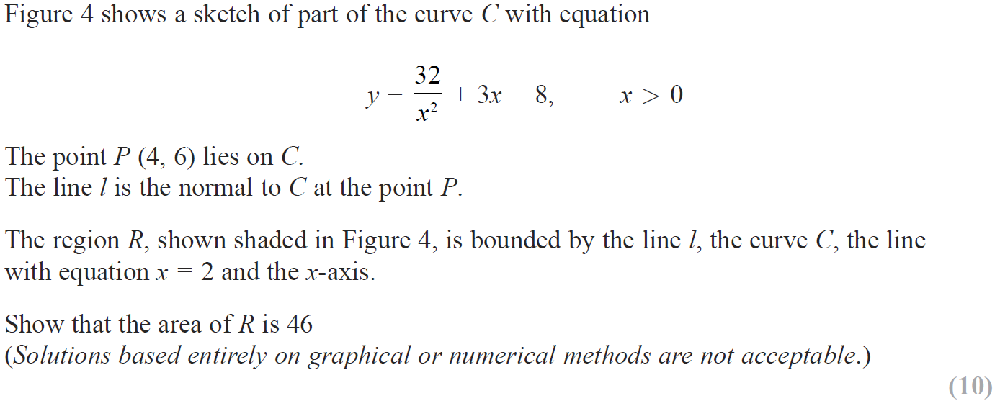 Figure 4 shows a sketch of part of the curve C with equation
y = 32/x² + 3x − 8, x > 0
The point P (4, 6) lies on C.
The line l is the normal to C at the point P.
The region R, shown shaded in Figure 4, is bounded by the line l, the curve C, the line
with equation x = 2 and the x-axis.
Show that the area of R is 46
(Solutions based entirely on graphical or numerical methods are not acceptable.)
(10)